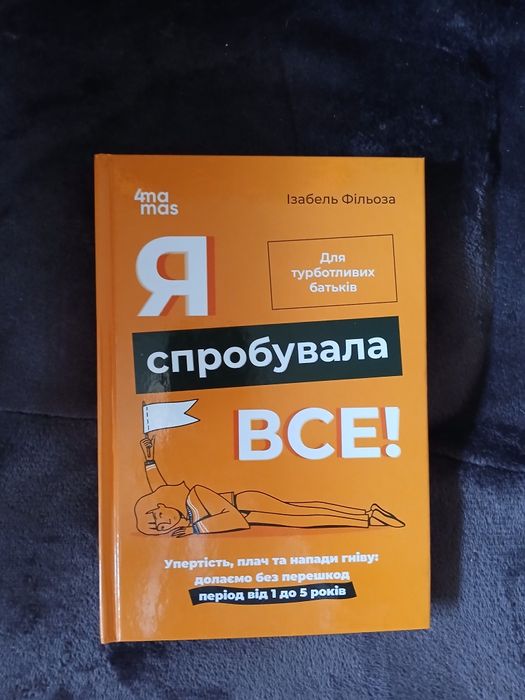 4ma
mas
Ізабель Фільоза
Я
Для
турботливих
батьків
спробувала
ВСЕ!
Упертість, плач та напади гніву:
долаємо без перешкод
період від 1 до 5 років